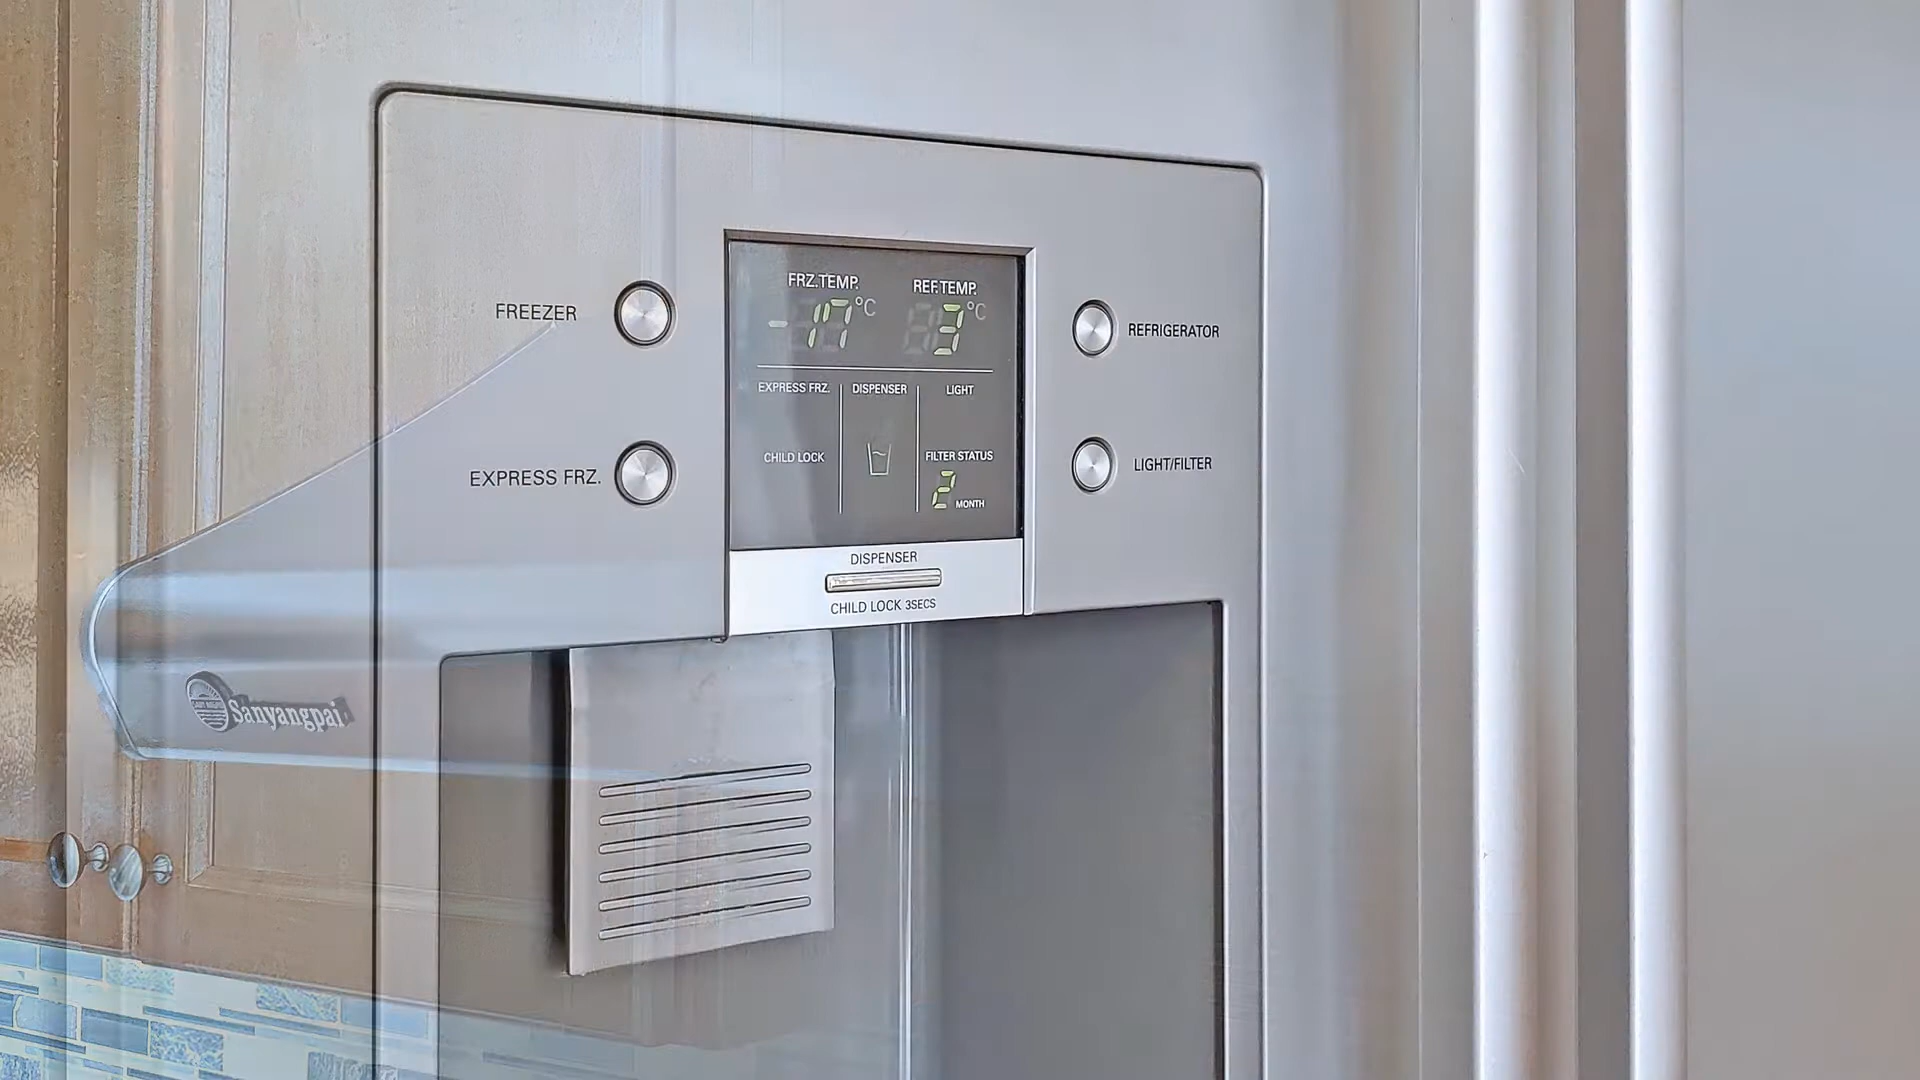 FRZ.TEMP.
REF.TEMP.
-17°C
3°C
FREEZER
REFRIGERATOR
EXPRESS FRZ.
DISPENSER
LIGHT
CHILD LOCK
FILTER STATUS
2 MONTH
EXPRESS FRZ.
LIGHT/FILTER
DISPENSER
CHILD LOCK 3SECS
Sanyangpai